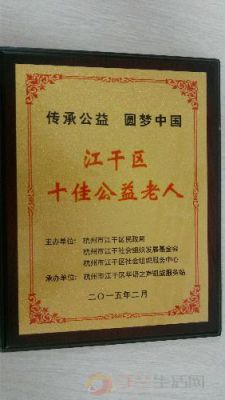 传承公益 圆梦中国
江干区
十佳公益老人
主办单位：杭州市江干区民政局
杭州市江干社会组织发展基金会
杭州市江干区社会组织服务中心
承办单位：杭州市江干区华语之声组织服务站
二〇一五年二月
生活网